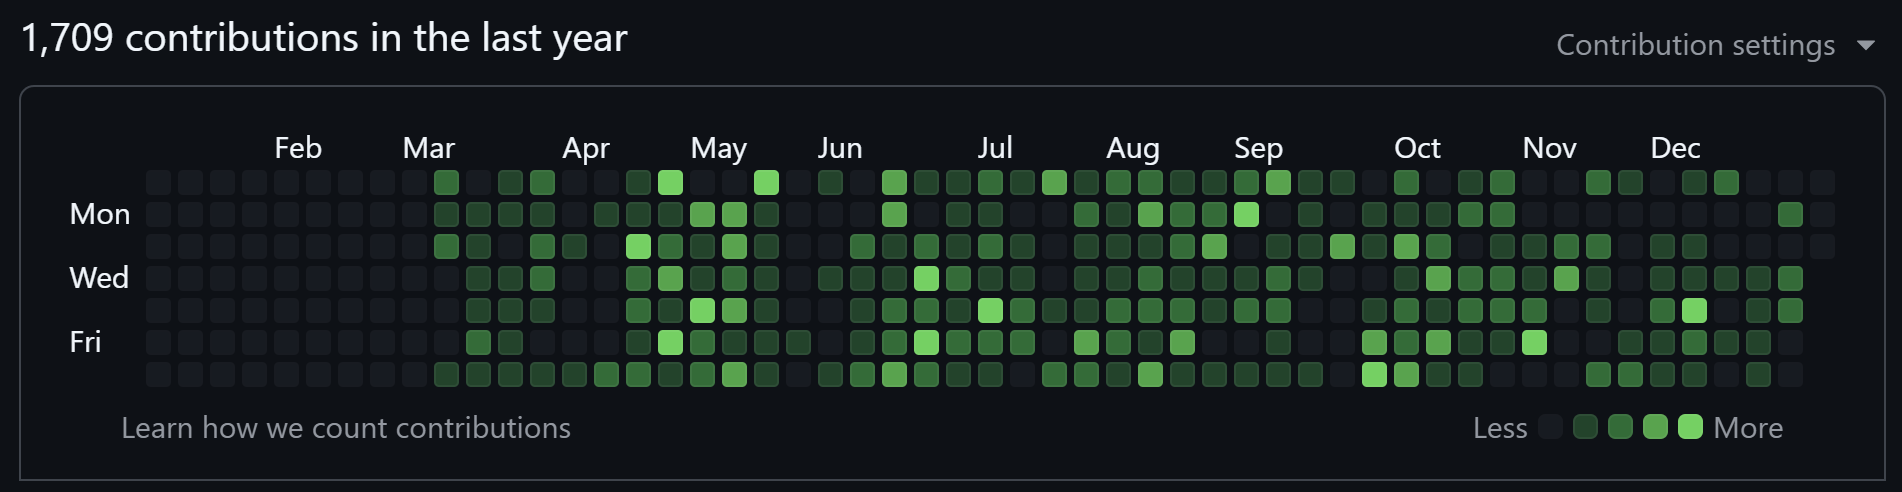 1,709 contributions in the last year
Contribution settings
Feb Mar Apr May Jun Jul Aug Sep Oct Nov Dec
Mon
Wed
Fri
Learn how we count contributions
Less More